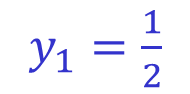 y₁ = 1/2